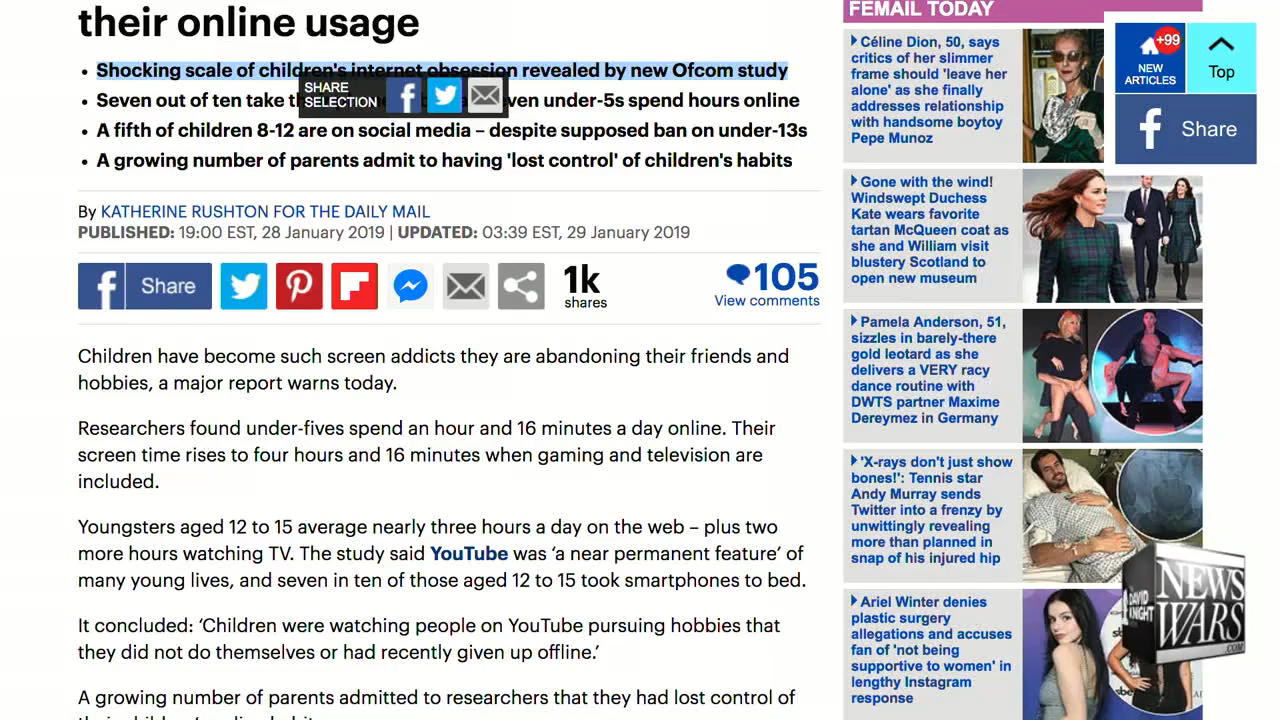 their online usage
Shocking scale of children's internet obsession revealed by new Ofcom study
Seven out of ten take th
even under-5s spend hours online
SHARE
SELECTION
A fifth of children 8-12 are on social media – despite supposed ban on under-13s
A growing number of parents admit to having 'lost control' of children's habits
By KATHERINE RUSHTON FOR THE DAILY MAIL
PUBLISHED: 19:00 EST, 28 January 2019 | UPDATED: 03:39 EST, 29 January 2019
Share
1k
shares
105
View comments
Children have become such screen addicts they are abandoning their friends and
hobbies, a major report warns today.
Researchers found under-fives spend an hour and 16 minutes a day online. Their
screen time rises to four hours and 16 minutes when gaming and television are
included.
Youngsters aged 12 to 15 average nearly three hours a day on the web – plus two
more hours watching TV. The study said YouTube was ‘a near permanent feature’ of
many young lives, and seven in ten of those aged 12 to 15 took smartphones to bed.
It concluded: ‘Children were watching people on YouTube pursuing hobbies that
they did not do themselves or had recently given up offline.’
A growing number of parents admitted to researchers that they had lost control of
FEMAIL TODAY
Céline Dion, 50, says
critics of her slimmer
frame should 'leave her
alone' as she finally
addresses relationship
with handsome boytoy
Pepe Munoz
Gone with the wind!
Windswept Duchess
Kate wears favorite
tartan McQueen coat as
she and William visit
blustery Scotland to
open new museum
Pamela Anderson, 51,
sizzles in barely-there
gold leotard as she
delivers a VERY racy
dance routine with
DWTS partner Maxime
Dereymez in Germany
'X-rays don't just show
bones!': Tennis star
Andy Murray sends
Twitter into a frenzy by
unwittingly revealing
more than planned in
snap of his injured hip
Ariel Winter denies
plastic surgery
allegations and accuses
fan of 'not being
supportive to women' in
lengthy Instagram
response
+99
NEW
ARTICLES
Top
Share
DAVID
KNIGHT
NEWS
WARS
.COM